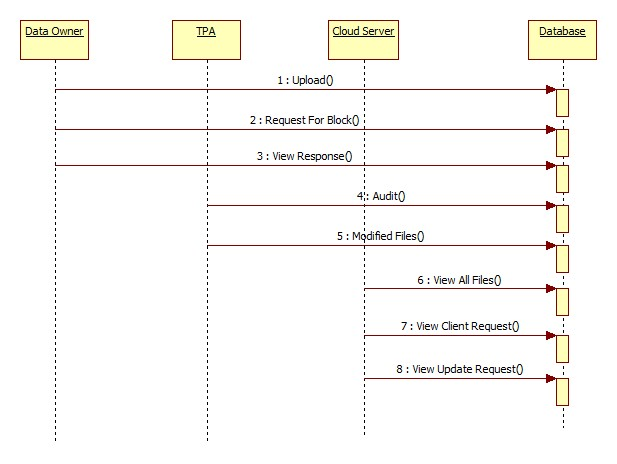 Data Owner
TPA
Cloud Server
Database
1 : Upload()
2 : Request For Block()
3 : View Response()
4 : Audit()
5 : Modified Files()
6 : View All Files()
7 : View Client Request()
8 : View Update Request()